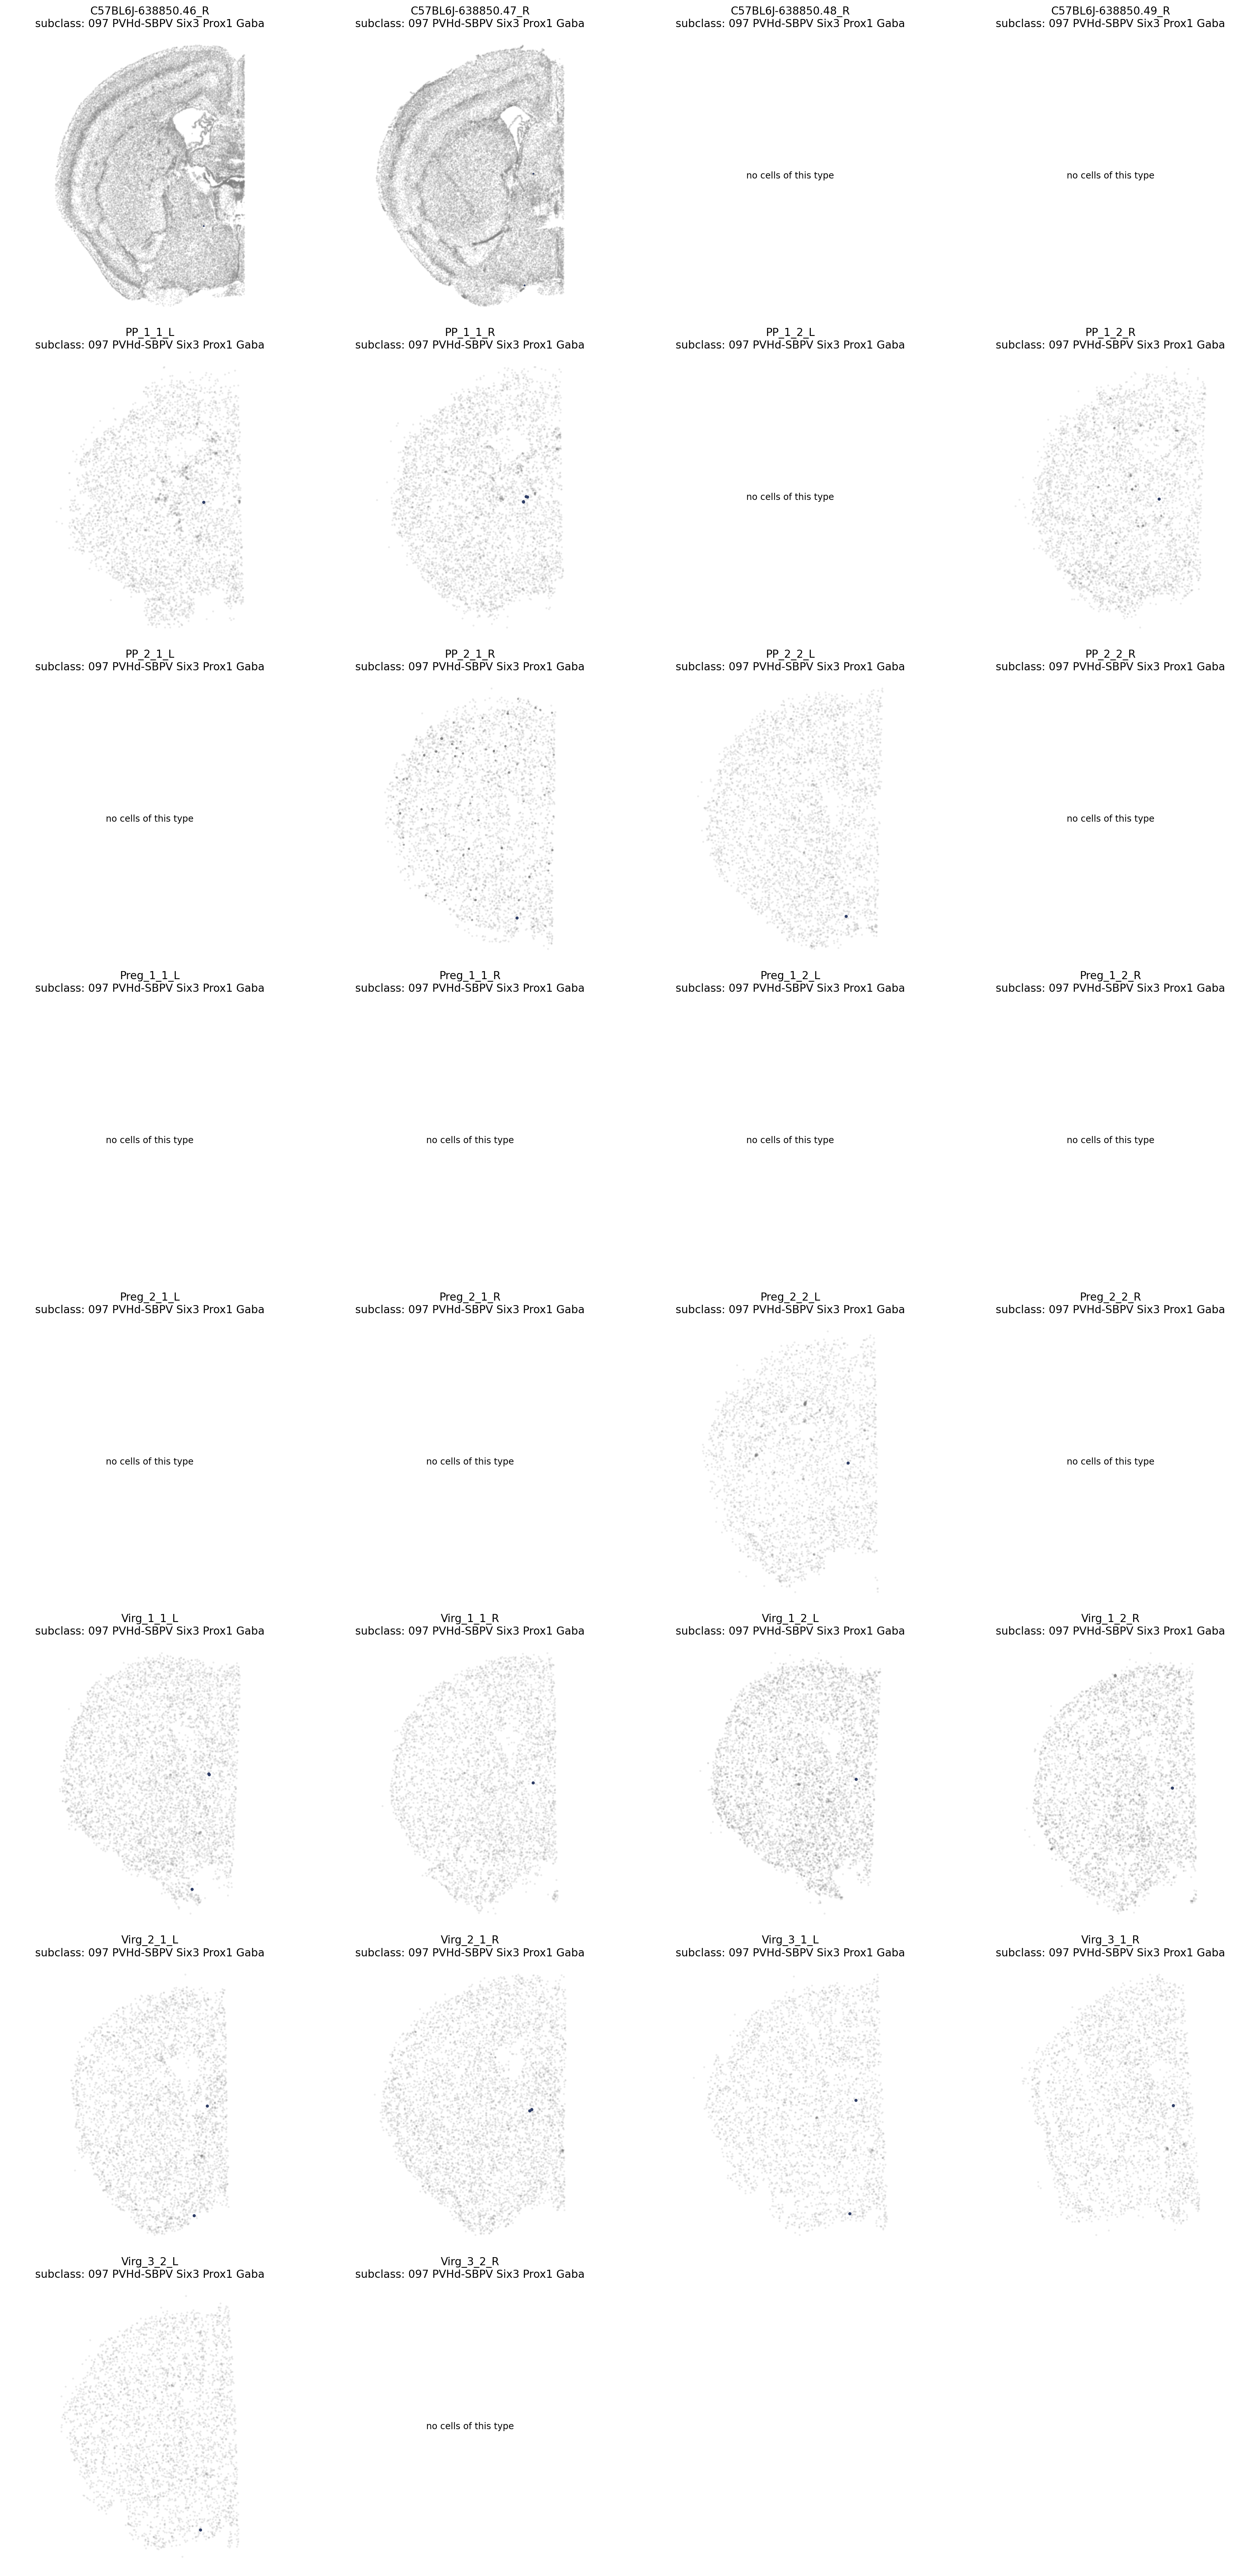 C57BL6J-638850.46_R
subclass: 097 PVHd-SBPV Six3 Prox1 Gaba
C57BL6J-638850.47_R
subclass: 097 PVHd-SBPV Six3 Prox1 Gaba
C57BL6J-638850.48_R
subclass: 097 PVHd-SBPV Six3 Prox1 Gaba
no cells of this type
C57BL6J-638850.49_R
subclass: 097 PVHd-SBPV Six3 Prox1 Gaba
no cells of this type
PP_1_1_L
subclass: 097 PVHd-SBPV Six3 Prox1 Gaba
PP_1_1_R
subclass: 097 PVHd-SBPV Six3 Prox1 Gaba
PP_1_2_L
subclass: 097 PVHd-SBPV Six3 Prox1 Gaba
no cells of this type
PP_1_2_R
subclass: 097 PVHd-SBPV Six3 Prox1 Gaba
PP_2_1_L
subclass: 097 PVHd-SBPV Six3 Prox1 Gaba
no cells of this type
PP_2_1_R
subclass: 097 PVHd-SBPV Six3 Prox1 Gaba
PP_2_2_L
subclass: 097 PVHd-SBPV Six3 Prox1 Gaba
PP_2_2_R
subclass: 097 PVHd-SBPV Six3 Prox1 Gaba
no cells of this type
Preg_1_1_L
subclass: 097 PVHd-SBPV Six3 Prox1 Gaba
no cells of this type
Preg_1_1_R
subclass: 097 PVHd-SBPV Six3 Prox1 Gaba
no cells of this type
Preg_1_2_L
subclass: 097 PVHd-SBPV Six3 Prox1 Gaba
no cells of this type
Preg_1_2_R
subclass: 097 PVHd-SBPV Six3 Prox1 Gaba
no cells of this type
Preg_2_1_L
subclass: 097 PVHd-SBPV Six3 Prox1 Gaba
no cells of this type
Preg_2_1_R
subclass: 097 PVHd-SBPV Six3 Prox1 Gaba
no cells of this type
Preg_2_2_L
subclass: 097 PVHd-SBPV Six3 Prox1 Gaba
Preg_2_2_R
subclass: 097 PVHd-SBPV Six3 Prox1 Gaba
no cells of this type
Virg_1_1_L
subclass: 097 PVHd-SBPV Six3 Prox1 Gaba
Virg_1_1_R
subclass: 097 PVHd-SBPV Six3 Prox1 Gaba
Virg_1_2_L
subclass: 097 PVHd-SBPV Six3 Prox1 Gaba
Virg_1_2_R
subclass: 097 PVHd-SBPV Six3 Prox1 Gaba
Virg_2_1_L
subclass: 097 PVHd-SBPV Six3 Prox1 Gaba
Virg_2_1_R
subclass: 097 PVHd-SBPV Six3 Prox1 Gaba
Virg_3_1_L
subclass: 097 PVHd-SBPV Six3 Prox1 Gaba
Virg_3_1_R
subclass: 097 PVHd-SBPV Six3 Prox1 Gaba
Virg_3_2_L
subclass: 097 PVHd-SBPV Six3 Prox1 Gaba
Virg_3_2_R
subclass: 097 PVHd-SBPV Six3 Prox1 Gaba
no cells of this type